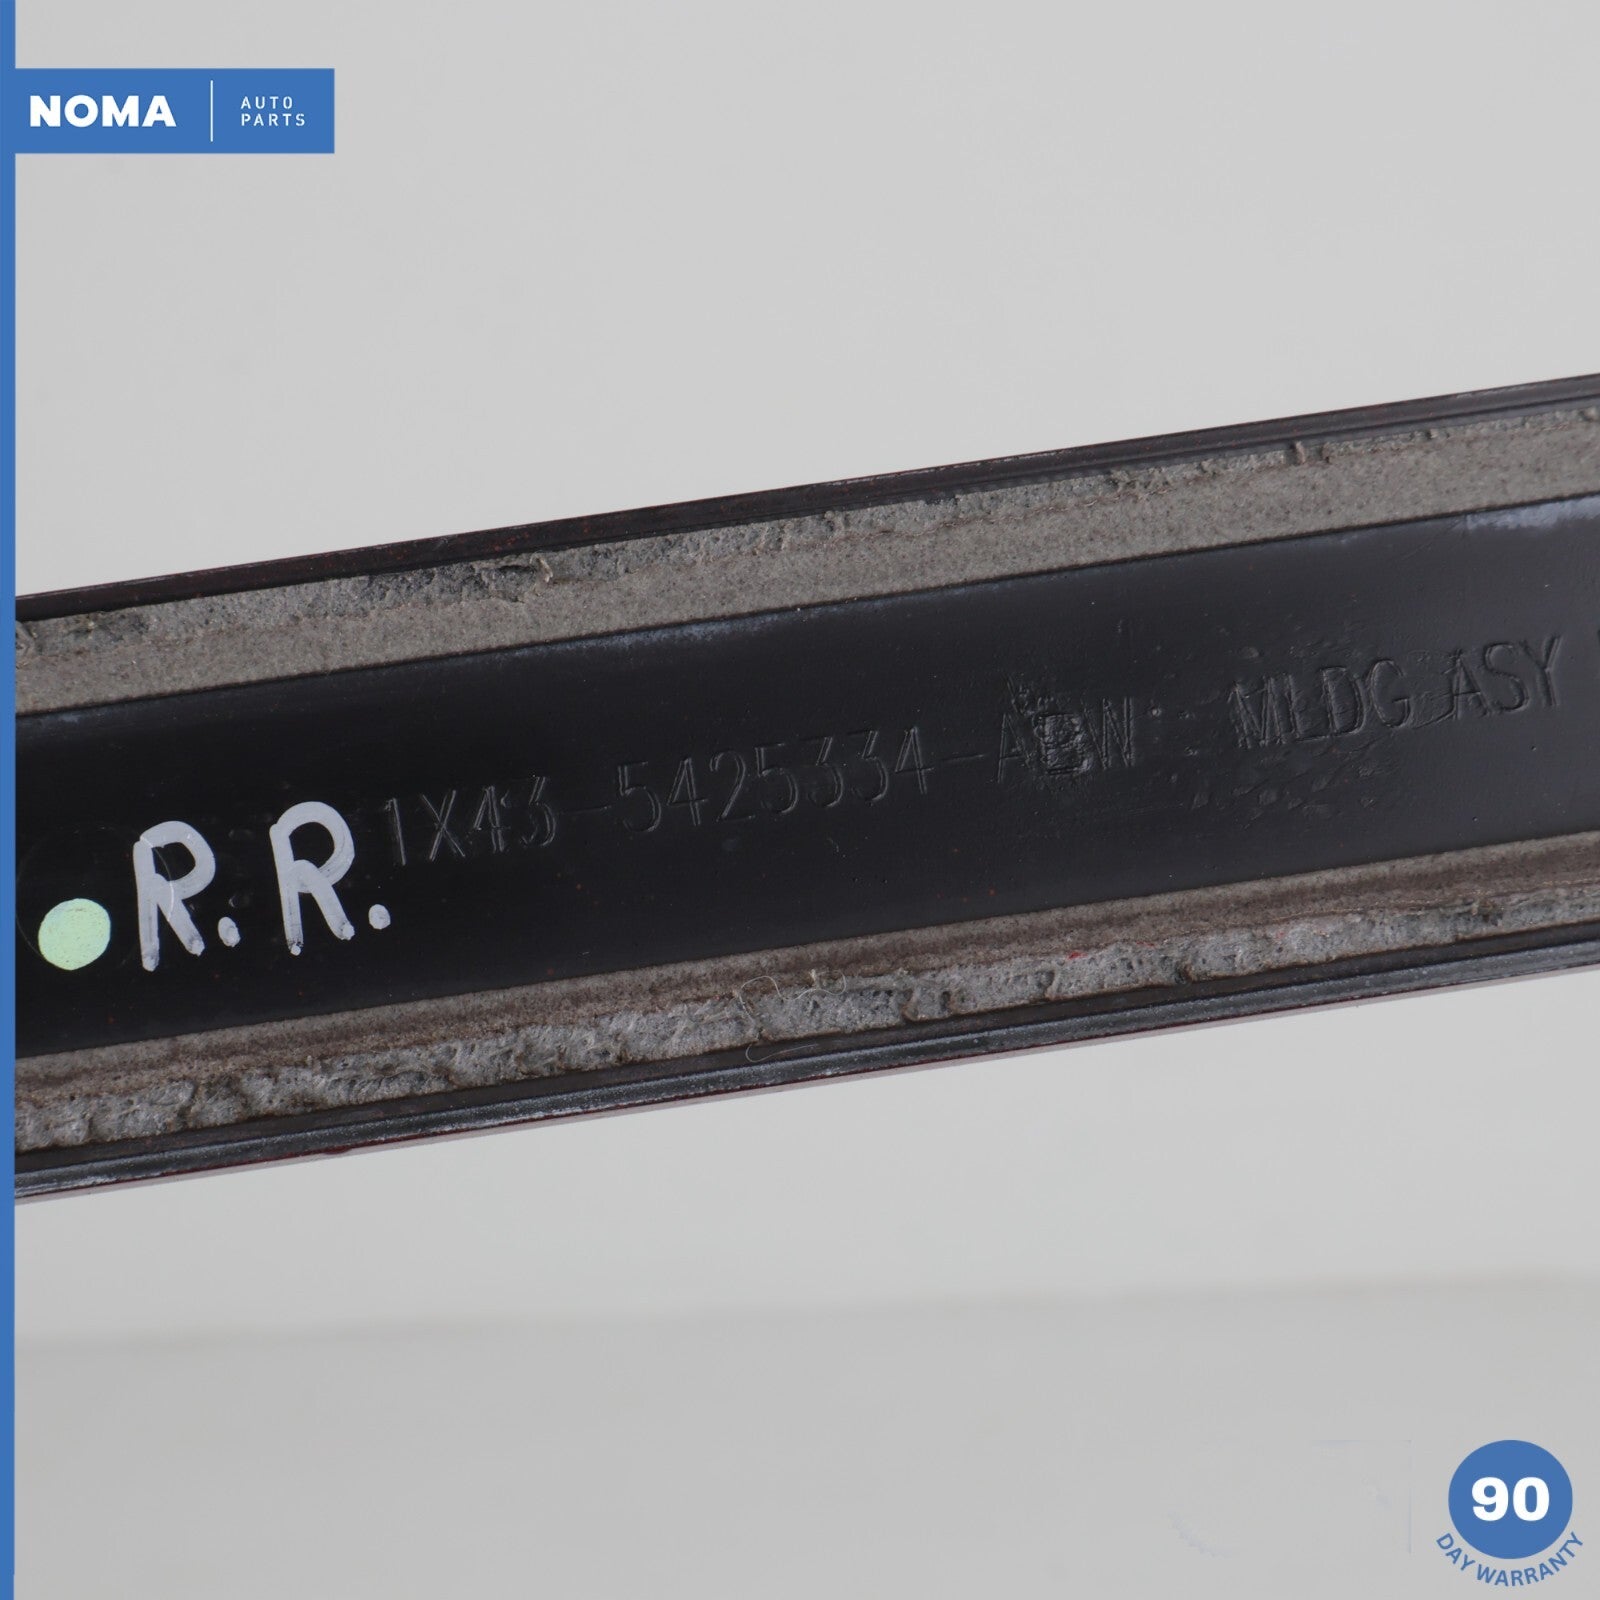 NOMA
AUTO
PARTS
R.R.
1X43-5425334-ABW MLDG ASY
90
DAY WARRANTY